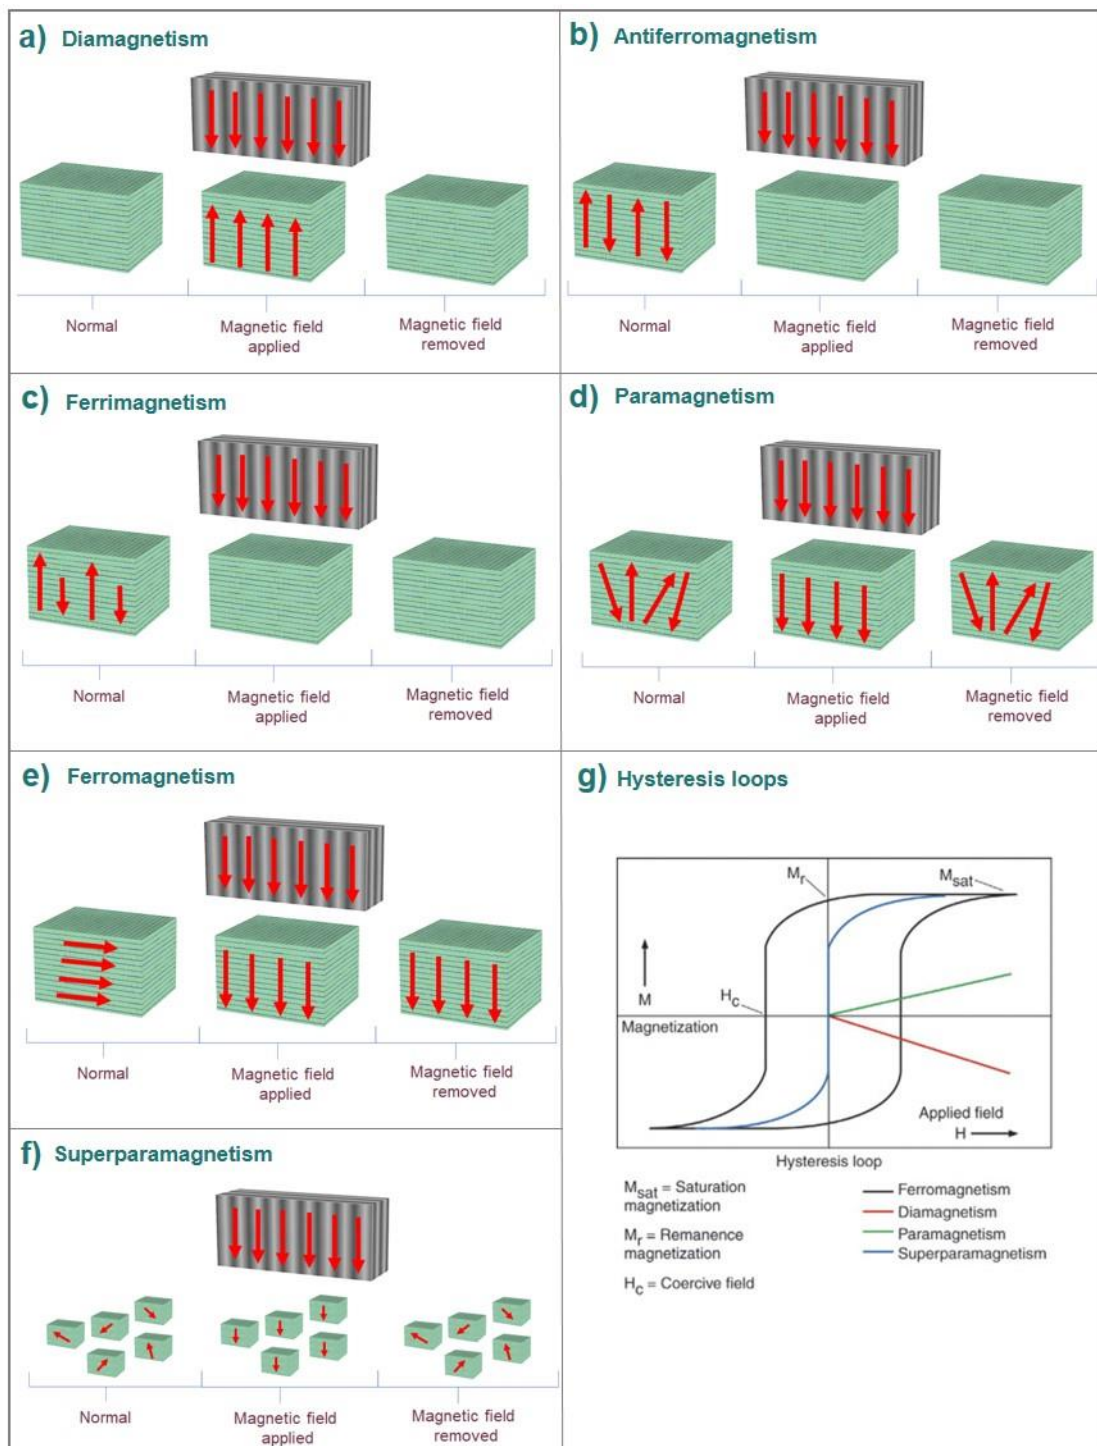 a) Diamagnetism
Normal
Magnetic field
applied
Magnetic field
removed
b) Antiferromagnetism
Normal
Magnetic field
applied
Magnetic field
removed
c) Ferrimagnetism
Normal
Magnetic field
applied
Magnetic field
removed
d) Paramagnetism
Normal
Magnetic field
applied
Magnetic field
removed
e) Ferromagnetism
Normal
Magnetic field
applied
Magnetic field
removed
f) Superparamagnetism
Normal
Magnetic field
applied
Magnetic field
removed
g) Hysteresis loops
Mr
Msat
M
Hc
Magnetization
Applied field
H
Hysteresis loop
Msat = Saturation
magnetization
Mr = Remanence
magnetization
Hc = Coercive field
Ferromagnetism
Diamagnetism
Paramagnetism
Superparamagnetism